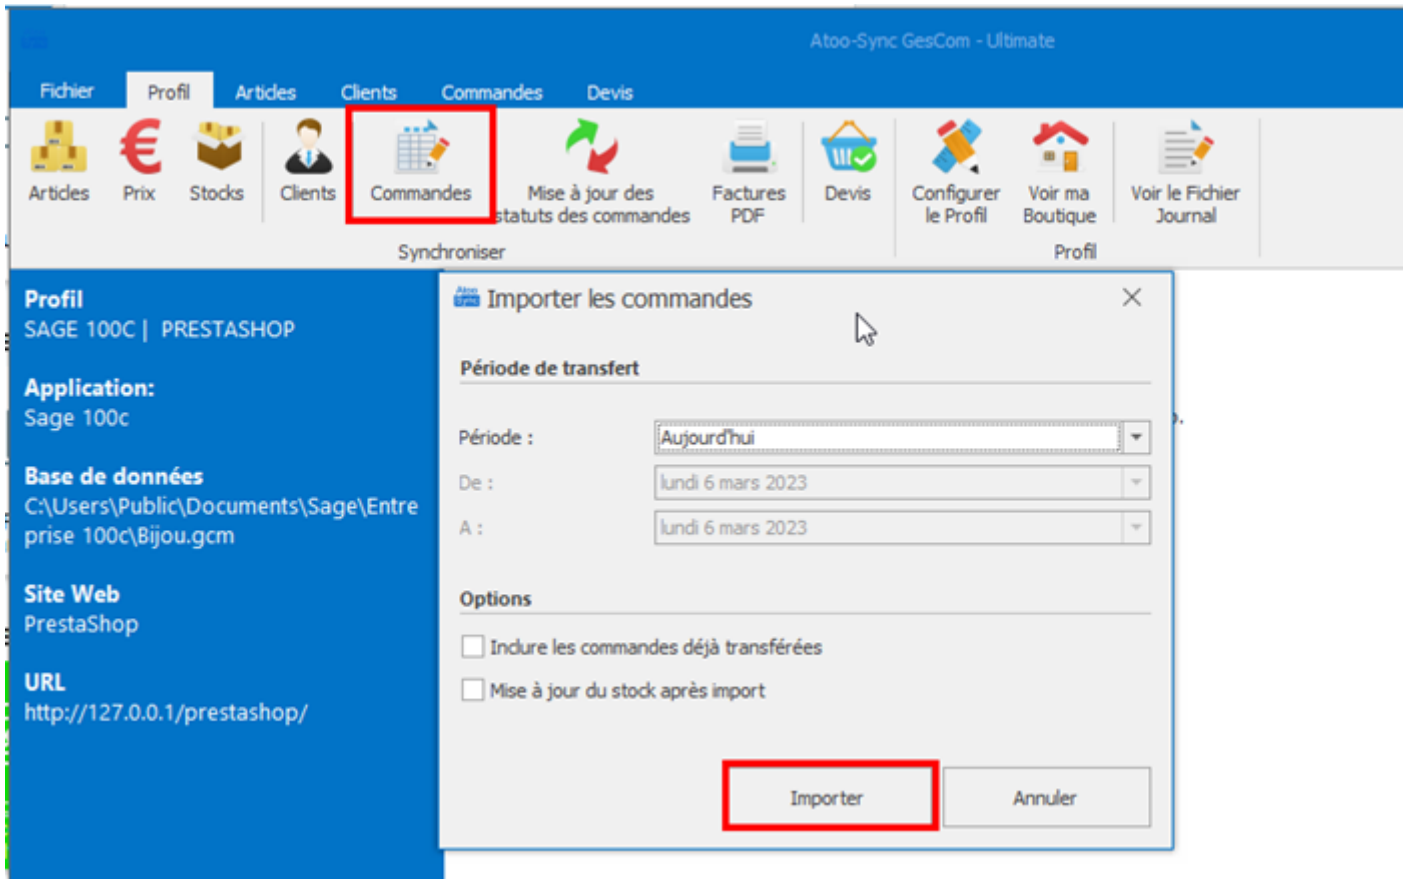 Atoo-Sync GesCom - Ultimate
Fichier Profil Articles Clients Commandes Devis
Articles Prix Stocks Clients Commandes Mise à jour des statuts des commandes Factures PDF Devis Configurer le Profil Voir ma Boutique Voir le Fichier Journal
Synchroniser Profil
Profil
SAGE 100C | PRESTASHOP
Application:
Sage 100c
Base de données
C:\Users\Public\Documents\Sage\Entre
prise 100c\Bijou.gcm
Site Web
PrestaShop
URL
http://127.0.0.1/prestashop/
Atoo Sync Importer les commandes
Période de transfert
Période : Aujourd'hui
De : lundi 6 mars 2023
A : lundi 6 mars 2023
Options
Inclure les commandes déjà transférées
Mise à jour du stock après import
Importer Annuler